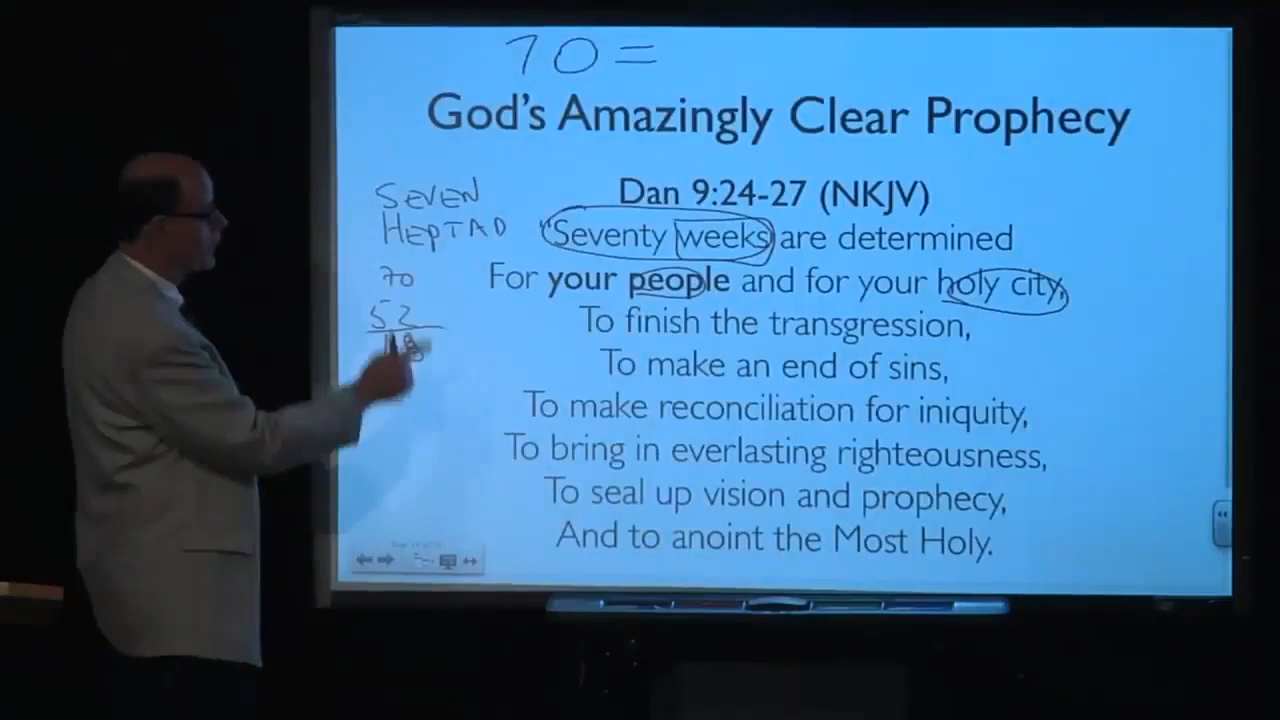 70=
God's Amazingly Clear Prophecy
Dan 9:24-27 (NKJV)
SEVEN
HEPTAD
"Seventy weeks are determined
70
For your people and for your holy city,
52
To finish the transgression,
18
To make an end of sins,
To make reconciliation for iniquity,
To bring in everlasting righteousness,
To seal up vision and prophecy,
And to anoint the Most Holy.